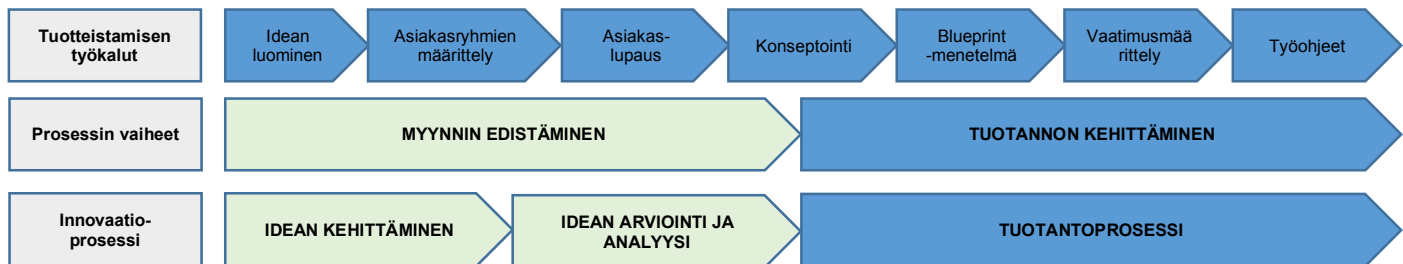 Tuotteistamisen
työkalut
Idean
luominen
Asiakasryhmien
määrittely
Asiakas-
lupaus
Konseptointi
Blueprint
-menetelmä
Vaatimusmää
rittely
Työohjeet
Prosessin vaiheet
MYYNNIN EDISTÄMINEN
TUOTANNON KEHITTÄMINEN
Innovaatio-
prosessi
IDEAN KEHITTÄMINEN
IDEAN ARVIOINTI JA
ANALYYSI
TUOTANTOPROSESSI